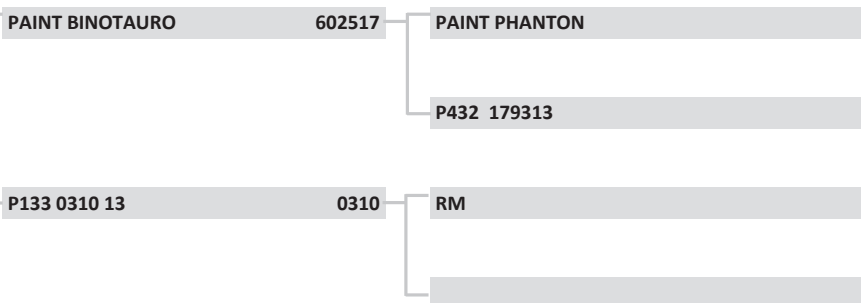 PAINT BINOTAURO 602517 PAINT PHANTON
P432 179313
P133 0310 13 0310 RM